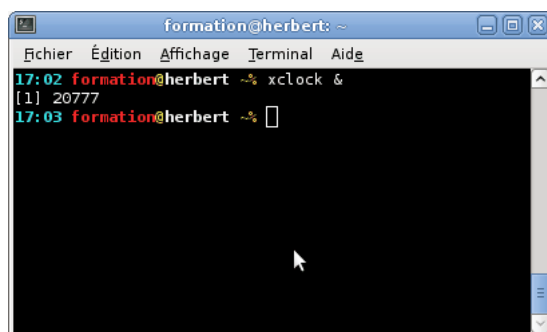 formation@herbert: ~
Fichier Édition Affichage Terminal Aide
17:02 formation@herbert ~% xclock &
[1] 20777
17:03 formation@herbert ~%